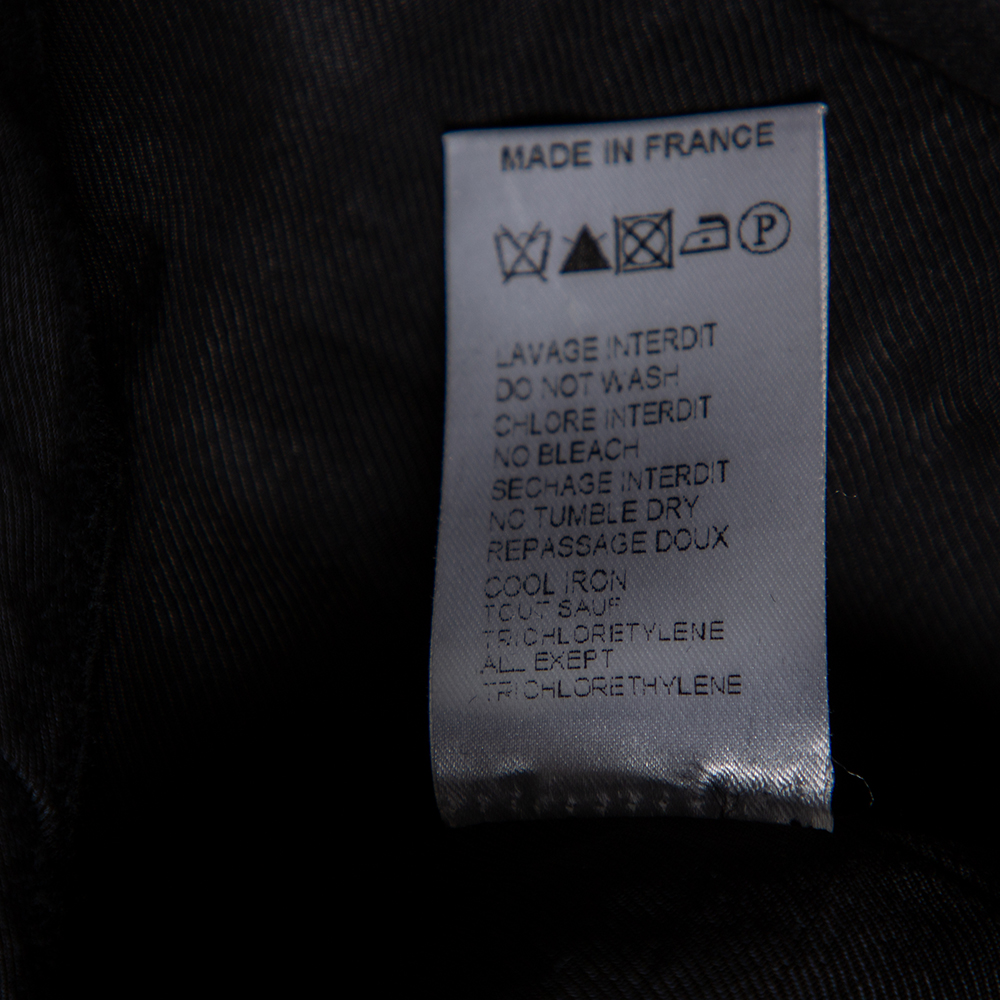 MADE IN FRANCE
P
LAVAGE INTERDIT
DO NOT WASH
CHLORE INTERDIT
NO BLEACH
SECHAGE INTERDIT
NO TUMBLE DRY
REPASSAGE DOUX
COOL IRON
TOUT SAUF
TRICHLORETYLENE
ALL EXEPT
TRICHLORETHYLENE